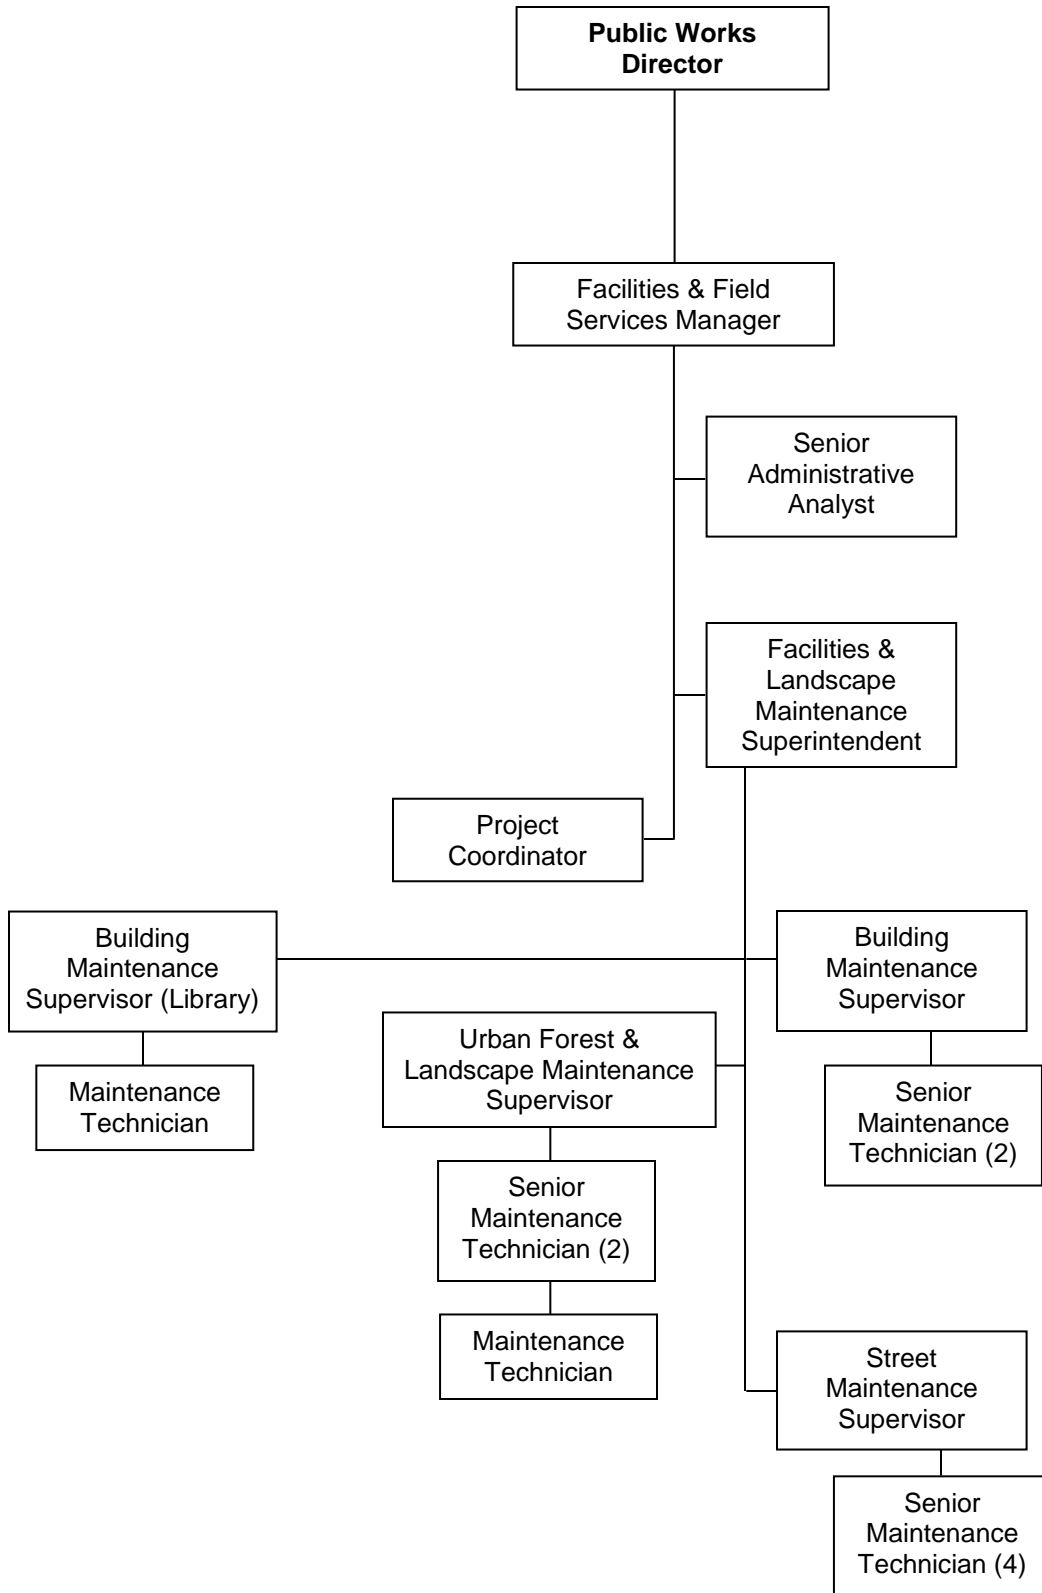 Public Works
Director
Facilities & Field
Services Manager
Senior
Administrative
Analyst
Facilities &
Landscape
Maintenance
Superintendent
Project
Coordinator
Building
Maintenance
Supervisor (Library)
Building
Maintenance
Supervisor
Urban Forest &
Landscape Maintenance
Supervisor
Maintenance
Technician
Senior
Maintenance
Technician (2)
Senior
Maintenance
Technician (2)
Maintenance
Technician
Street
Maintenance
Supervisor
Senior
Maintenance
Technician (4)